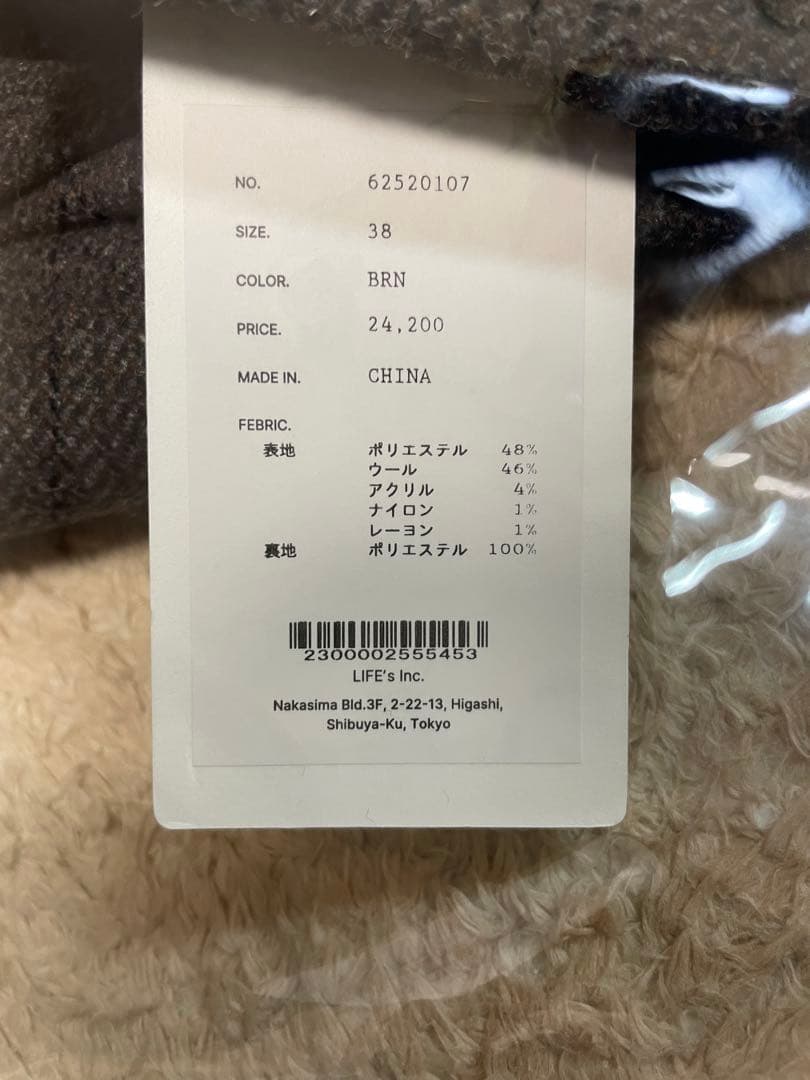 NO. 62520107
SIZE. 38
COLOR. BRN
PRICE. 24,200
MADE IN. CHINA
FEBRIC.
表地 ポリエステル 48%
ウール 46%
アクリル 4%
ナイロン 1%
レーヨン 1%
裏地 ポリエステル 100%
2300002555453
LIFE's Inc.
Nakasima Bld.3F, 2-22-13, Higashi,
Shibuya-Ku, Tokyo